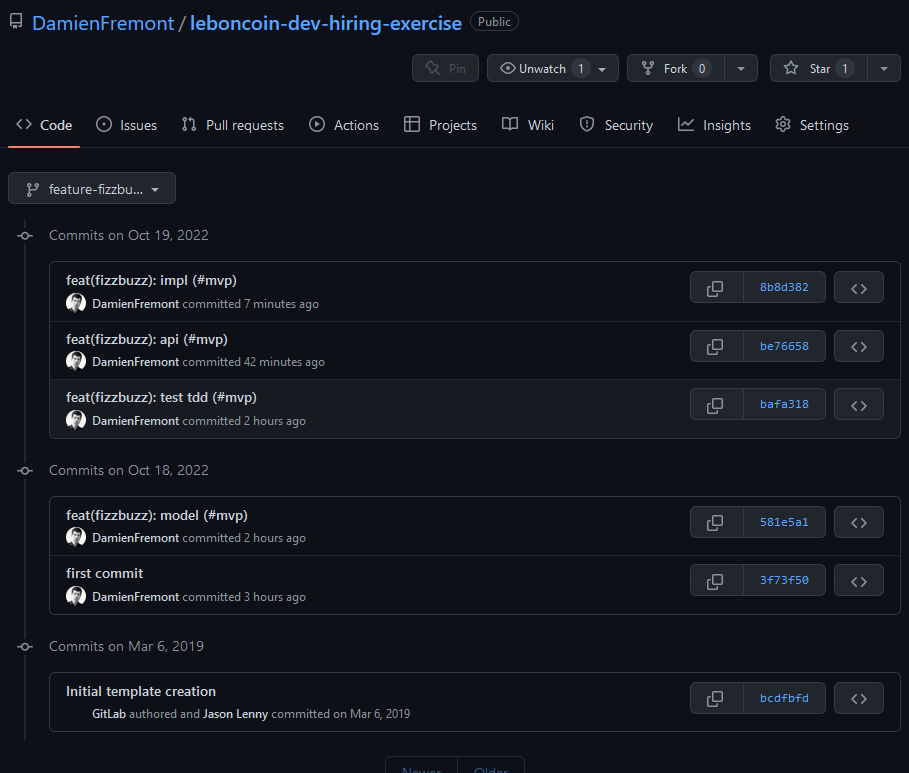 DamienFremont / leboncoin-dev-hiring-exercise Public
Pin Unwatch 1 Fork 0 Star 1
Code Issues Pull requests Actions Projects Wiki Security Insights Settings
feature-fizzbu...
Commits on Oct 19, 2022
feat(fizzbuzz): impl (#mvp)
8b8d382
DamienFremont committed 7 minutes ago
feat(fizzbuzz): api (#mvp)
be76658
DamienFremont committed 42 minutes ago
feat(fizzbuzz): test tdd (#mvp)
bafa318
DamienFremont committed 2 hours ago
Commits on Oct 18, 2022
feat(fizzbuzz): model (#mvp)
581e5a1
DamienFremont committed 2 hours ago
first commit
3f73f50
DamienFremont committed 3 hours ago
Commits on Mar 6, 2019
Initial template creation
bcdfbfd
GitLab authored and Jason Lenny committed on Mar 6, 2019
Newer Older